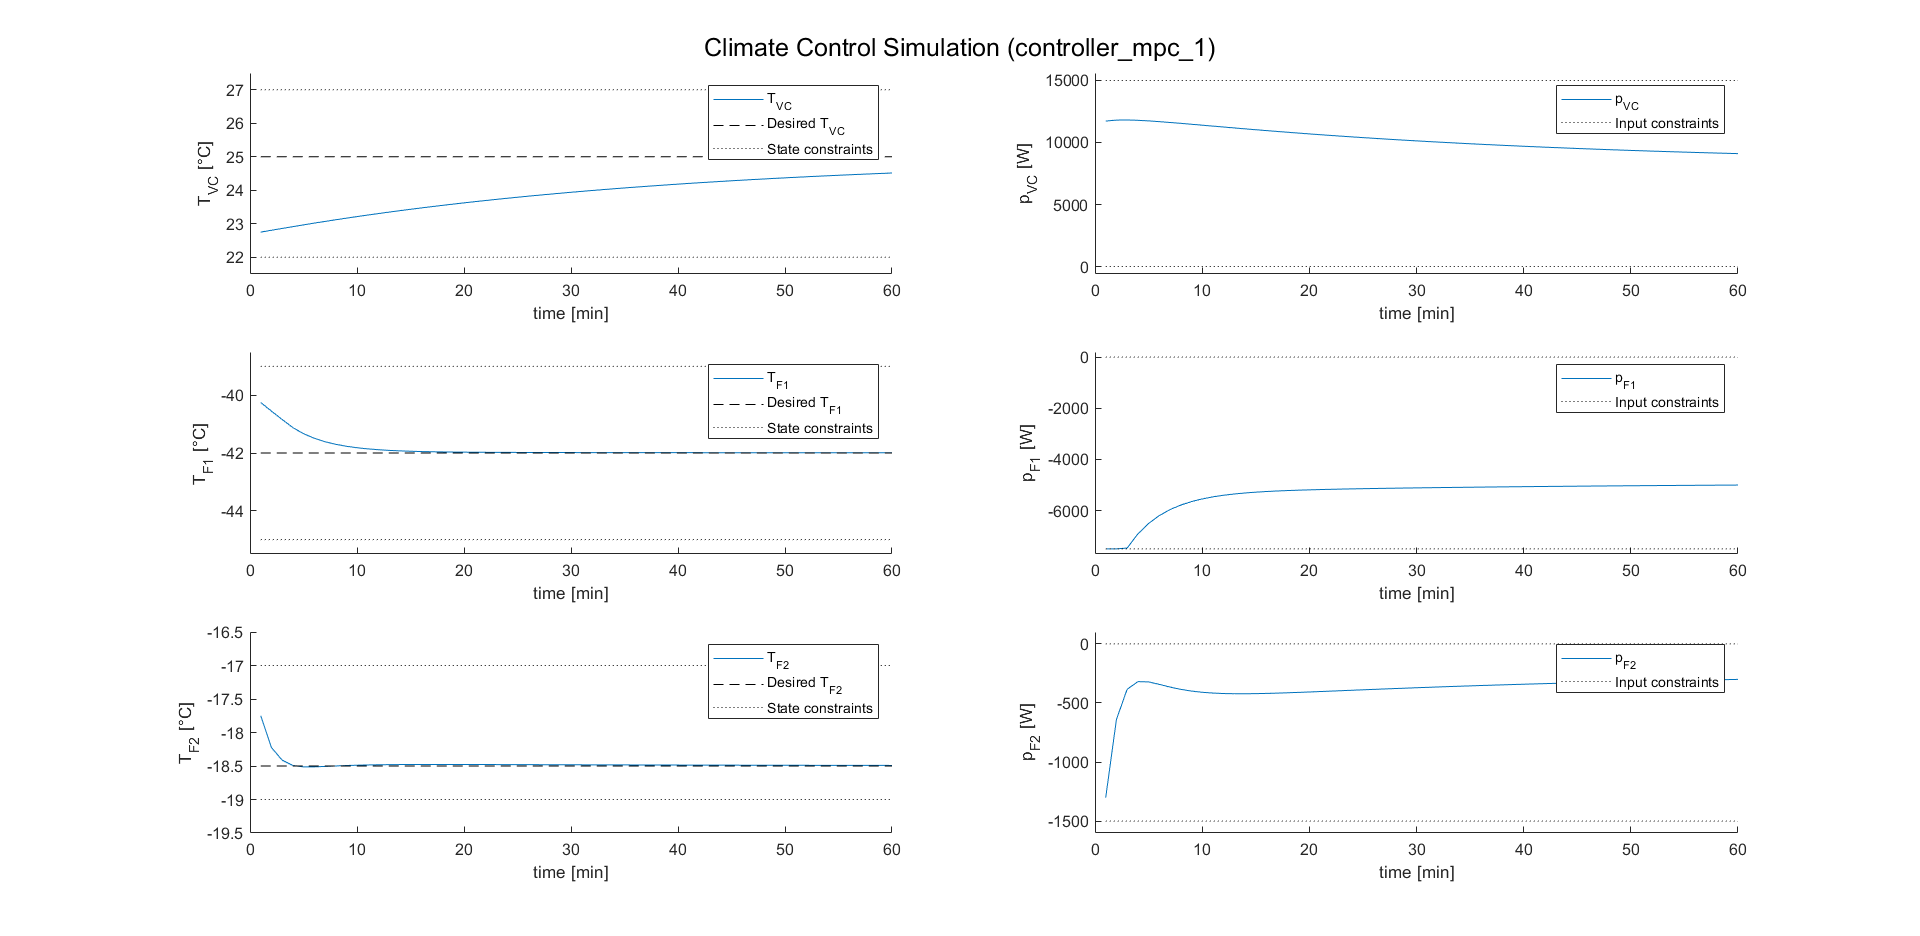 Climate Control Simulation (controller_mpc_1)
27
26
25
24
23
22
T_VC [°C]
T_VC
Desired T_VC
State constraints
0 10 20 30 40 50 60
time [min]
15000
10000
5000
0
p_VC [W]
p_VC
Input constraints
0 10 20 30 40 50 60
time [min]
-40
-42
-44
T_F1 [°C]
T_F1
Desired T_F1
State constraints
0 10 20 30 40 50 60
time [min]
0
-2000
-4000
-6000
p_F1 [W]
p_F1
Input constraints
0 10 20 30 40 50 60
time [min]
-16.5
-17
-17.5
-18
-18.5
-19
-19.5
T_F2 [°C]
T_F2
Desired T_F2
State constraints
0 10 20 30 40 50 60
time [min]
0
-500
-1000
-1500
p_F2 [W]
p_F2
Input constraints
0 10 20 30 40 50 60
time [min]